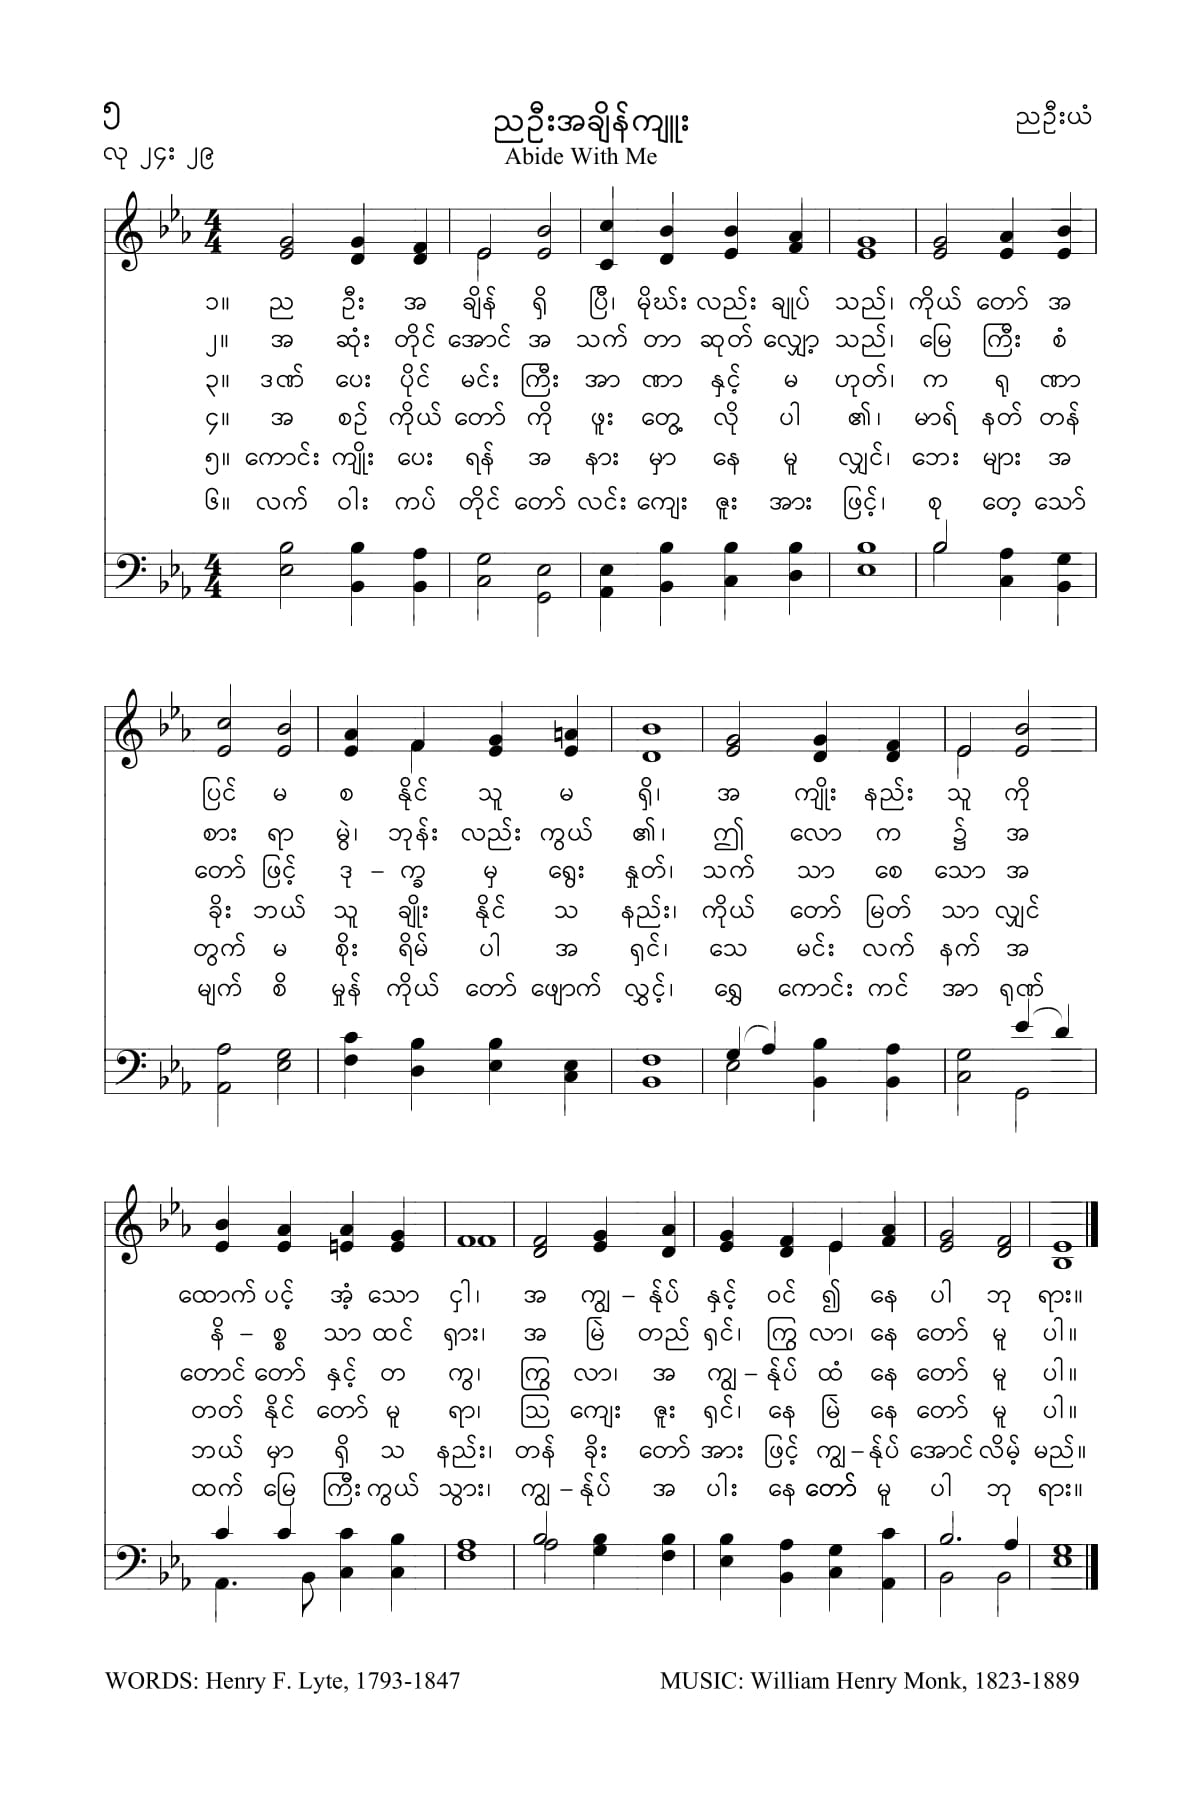 ၅
ညဦးအချိန်ကျူး
ညဦးယံ
လု ၂၄း ၂၉
Abide With Me
၁။ ည ဦး အ ချိန် ရှိ ပြီ၊ မိုဃ်း လည်း ချုပ် သည်၊ ကိုယ် တော် အ
၂။ အ ဆုံး တိုင် အောင် အ သက် တာ ဆုတ် လျှော့ သည်၊ မြေ ကြီး စံ
၃။ ဒဏ် ပေး ပိုင် မင်း ကြီး အာ ဏာ နှင့် မ ဟုတ်၊ က ရု ဏာ
၄။ အ စဉ် ကိုယ် တော် ကို ဖူး တွေ့ လို ပါ ၏၊ မာရ် နတ် တန်
၅။ ကောင်း ကျိုး ပေး ရန် အ နား မှာ နေ မူ လျှင်၊ ဘေး များ အ
၆။ လက် ဝါး ကပ် တိုင် တော် လင်း ကျေး ဇူး အား ဖြင့်၊ စု တေ့ သော်
ပြင် မ စ နိုင် သူ မ ရှိ၊ အ ကျိုး နည်း သူ ကို
စား ရာ မွဲ၊ ဘုန်း လည်း ကွယ် ၏၊ ဤ လော က ၌ အ
တော် ဖြင့် ဒု – က္ခ မှ ရွေး နှုတ်၊ သက် သာ စေ သော အ
ခိုး ဘယ် သူ ချိုး နိုင် သ နည်း၊ ကိုယ် တော် မြတ် သာ လျှင်
တွက် မ စိုး ရိမ် ပါ အ ရှင်၊ သေ မင်း လက် နက် အ
မျက် စိ မှုန် ကိုယ် တော် ဖျောက် လွှင့်၊ ရွှေ ကောင်း ကင် အာ ရုဏ်
ထောက် ပင့် အံ့ သော ငှါ၊ အ ကျွ – န်ုပ် နှင့် ဝင် ၍ နေ ပါ ဘု ရား။
နိ – စ္စ သာ ထင် ရှား၊ အ မြဲ တည် ရှင်၊ ကြွ လာ၊ နေ တော် မူ ပါ။
တောင် တော် နှင့် တ ကွ၊ ကြွ လာ၊ အ ကျွ – န်ုပ် ထံ နေ တော် မူ ပါ။
တတ် နိုင် တော် မူ ရာ၊ ဩ ကျေး ဇူး ရှင်၊ နေ မြဲ နေ တော် မူ ပါ။
ဘယ် မှာ ရှိ သ နည်း၊ တန် ခိုး တော် အား ဖြင့် ကျွ – န်ုပ် အောင် လိမ့် မည်။
ထက် မြေ ကြီး ကွယ် သွား၊ ကျွ – န်ုပ် အ ပါး နေ တော် မူ ပါ ဘု ရား။
WORDS: Henry F. Lyte, 1793-1847
MUSIC: William Henry Monk, 1823-1889